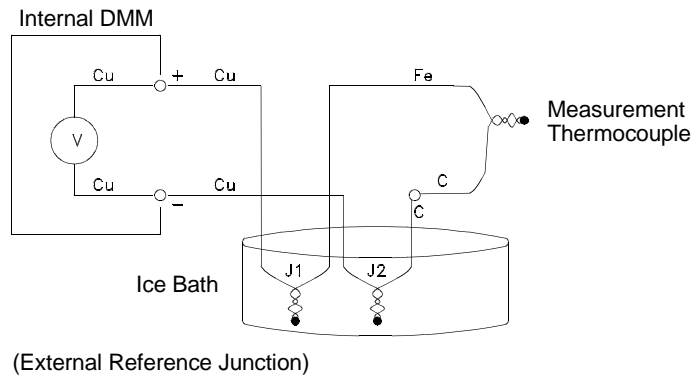 Internal DMM
Cu + Cu
Fe
V
Measurement
Thermocouple
Cu − Cu
C
C
J1 J2
Ice Bath
(External Reference Junction)